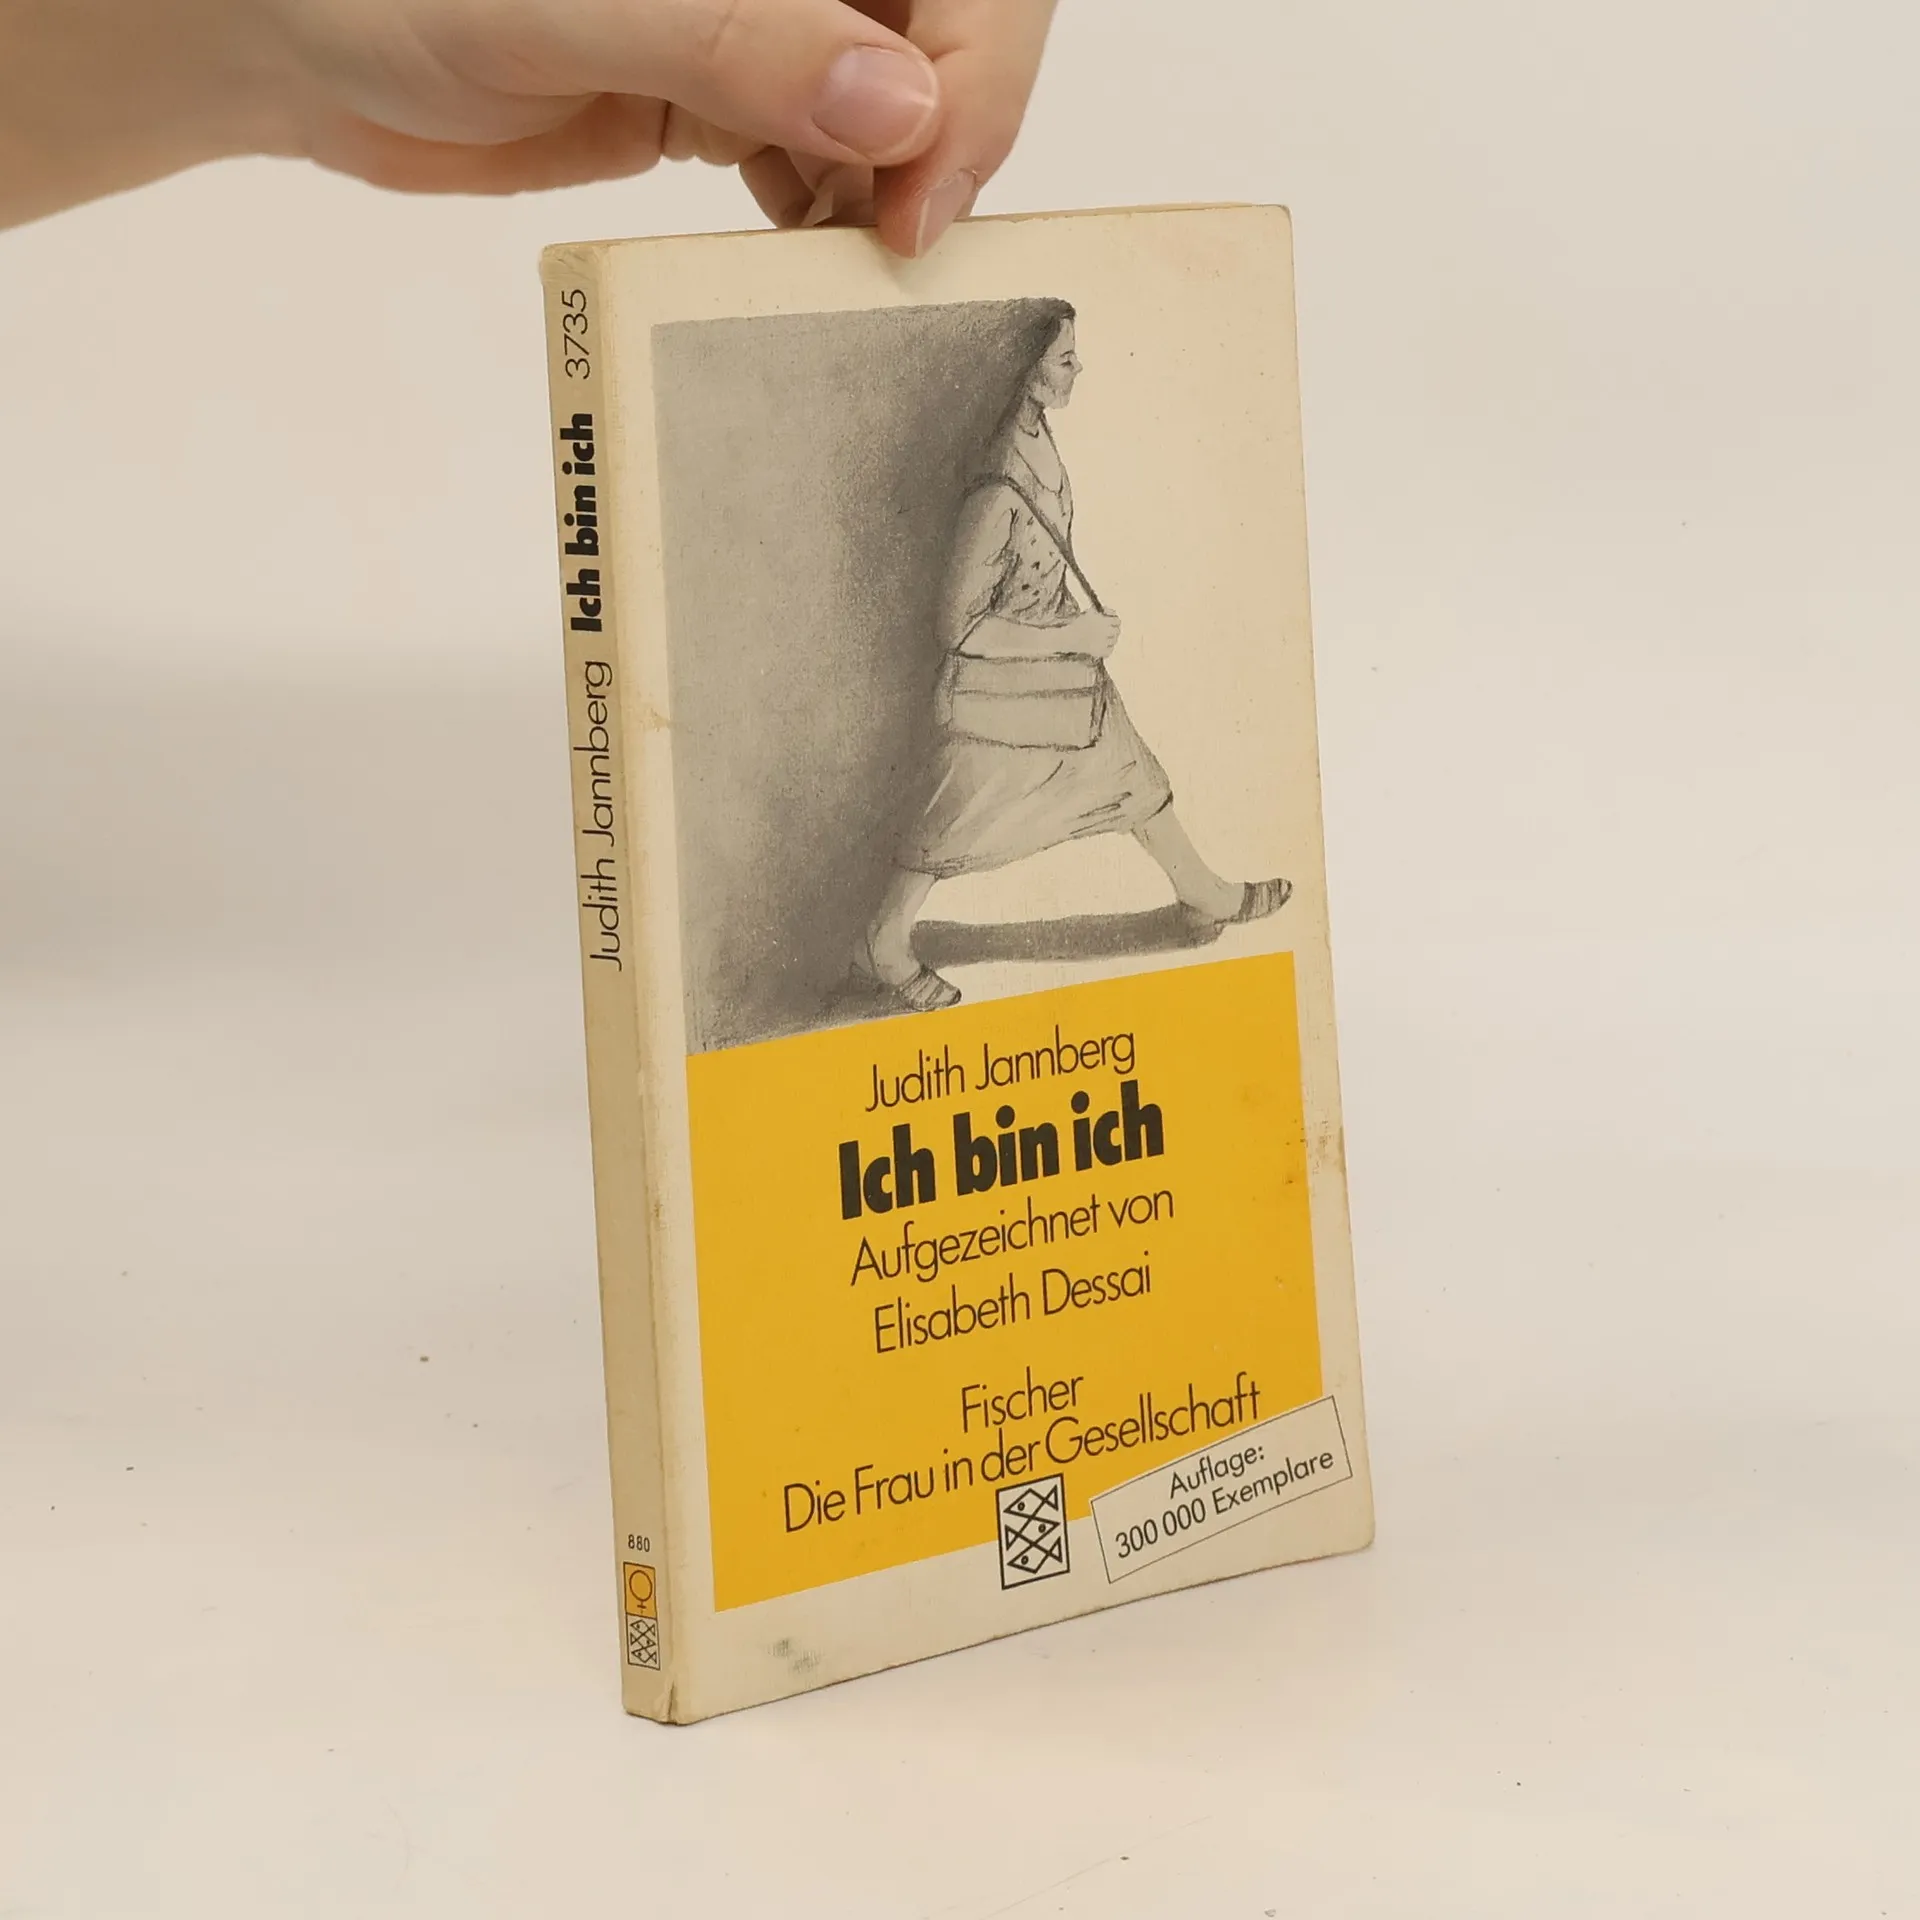 Judith Jannberg Ich bin ich 3735
880
Judith Jannberg
Ich bin ich
Aufgezeichnet von
Elisabeth Dessai
Fischer
Die Frau in der Gesellschaft
Auflage:
300 000 Exemplare